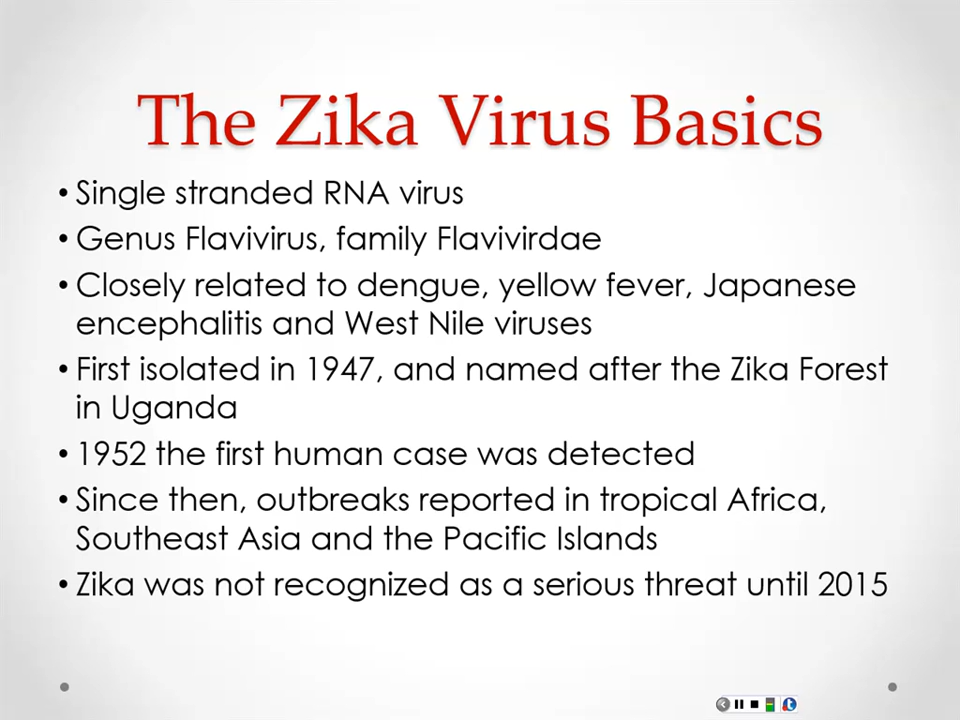 The Zika Virus Basics
• Single stranded RNA virus
• Genus Flavivirus, family Flavivirdae
• Closely related to dengue, yellow fever, Japanese
encephalitis and West Nile viruses
• First isolated in 1947, and named after the Zika Forest
in Uganda
• 1952 the first human case was detected
• Since then, outbreaks reported in tropical Africa,
Southeast Asia and the Pacific Islands
• Zika was not recognized as a serious threat until 2015